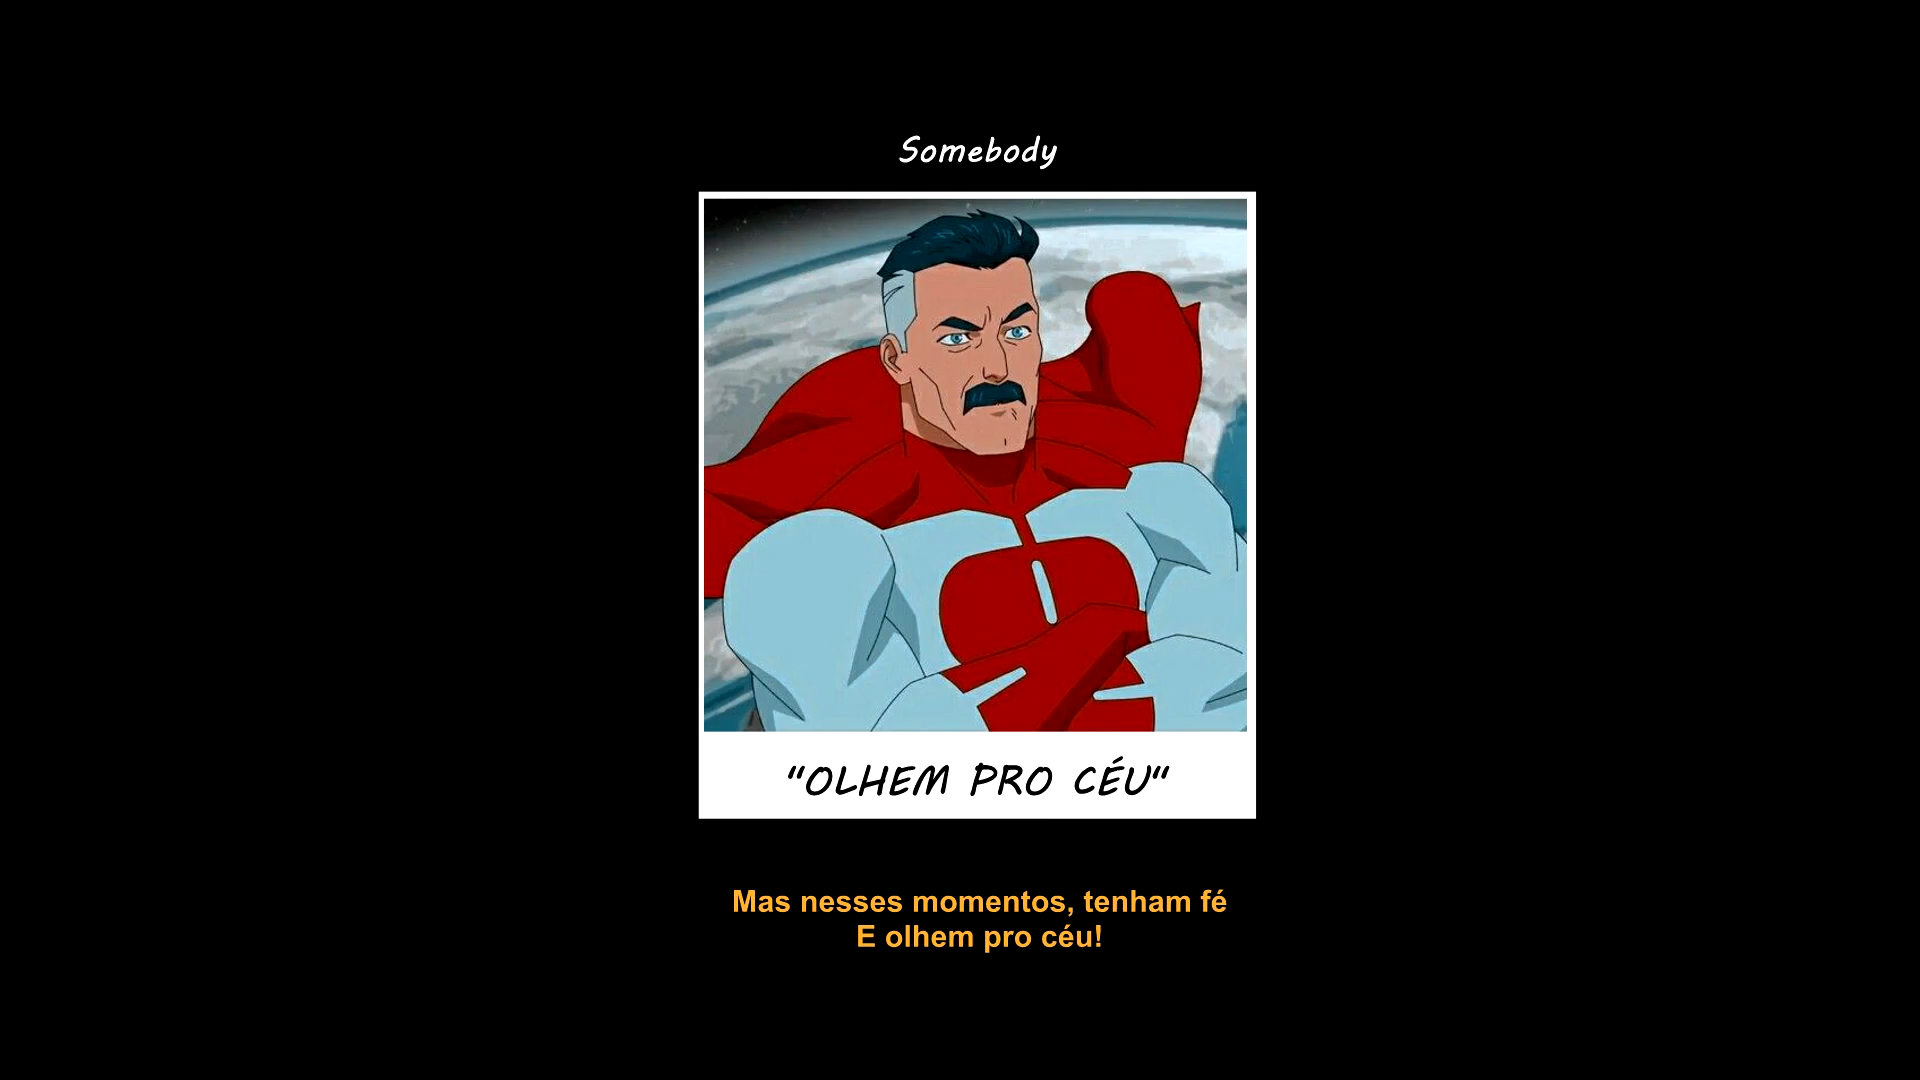 Somebody
"OLHEM PRO CÉU"
Mas nesses momentos, tenham fé
E olhem pro céu!